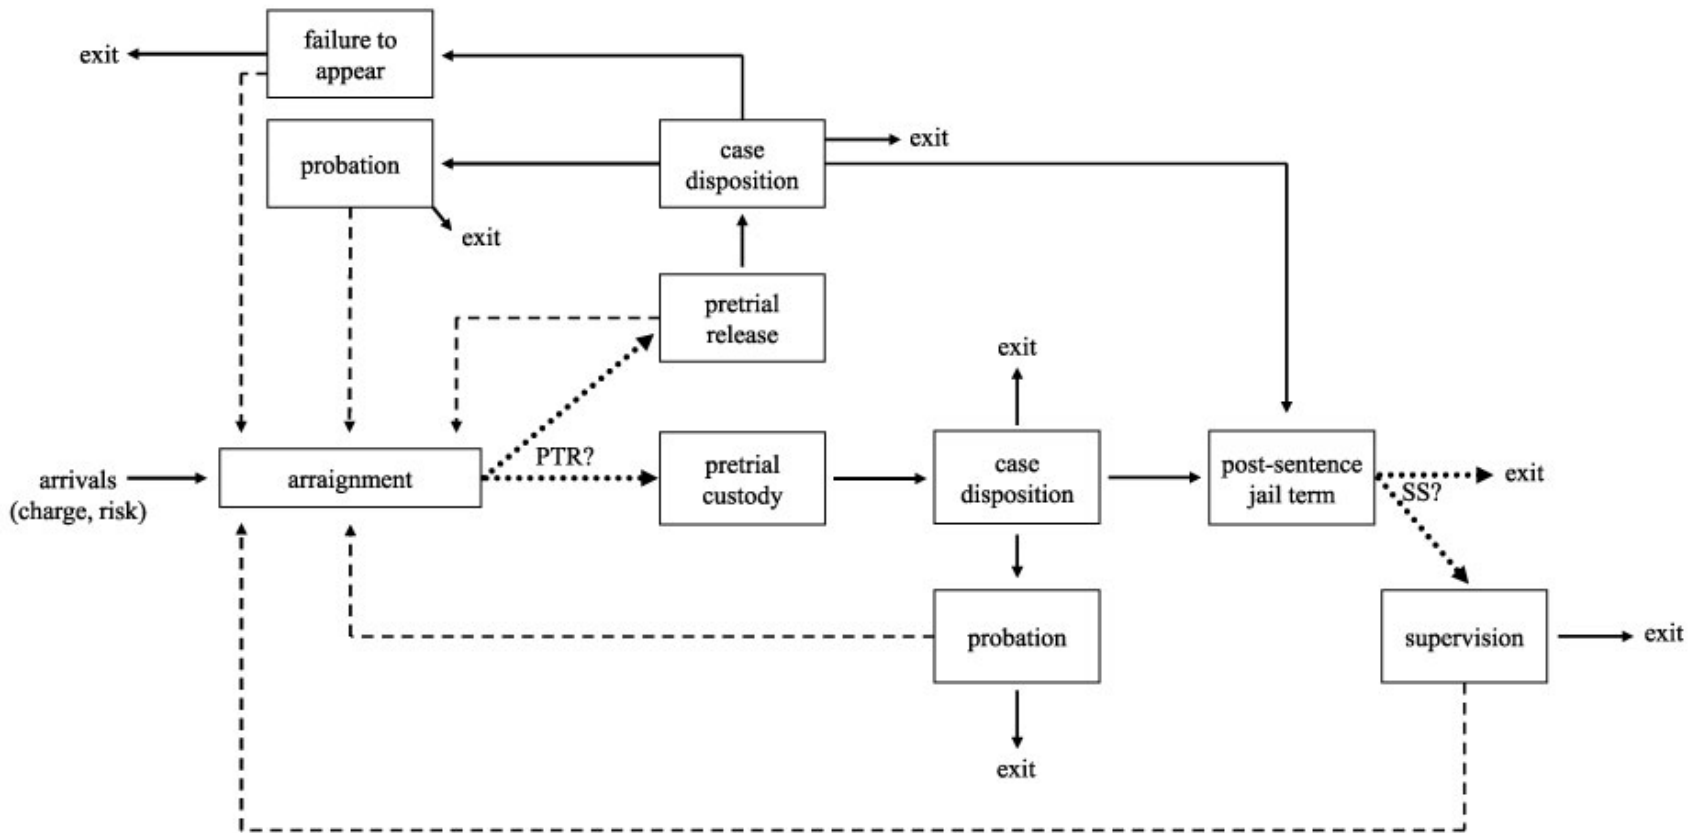 failure to
appear
exit
case
disposition
exit
probation
exit
pretrial
release
exit
PTR?
arrivals
(charge, risk)
arraignment
pretrial
custody
case
disposition
post-sentence
jail term
SS?
exit
probation
supervision
exit
exit